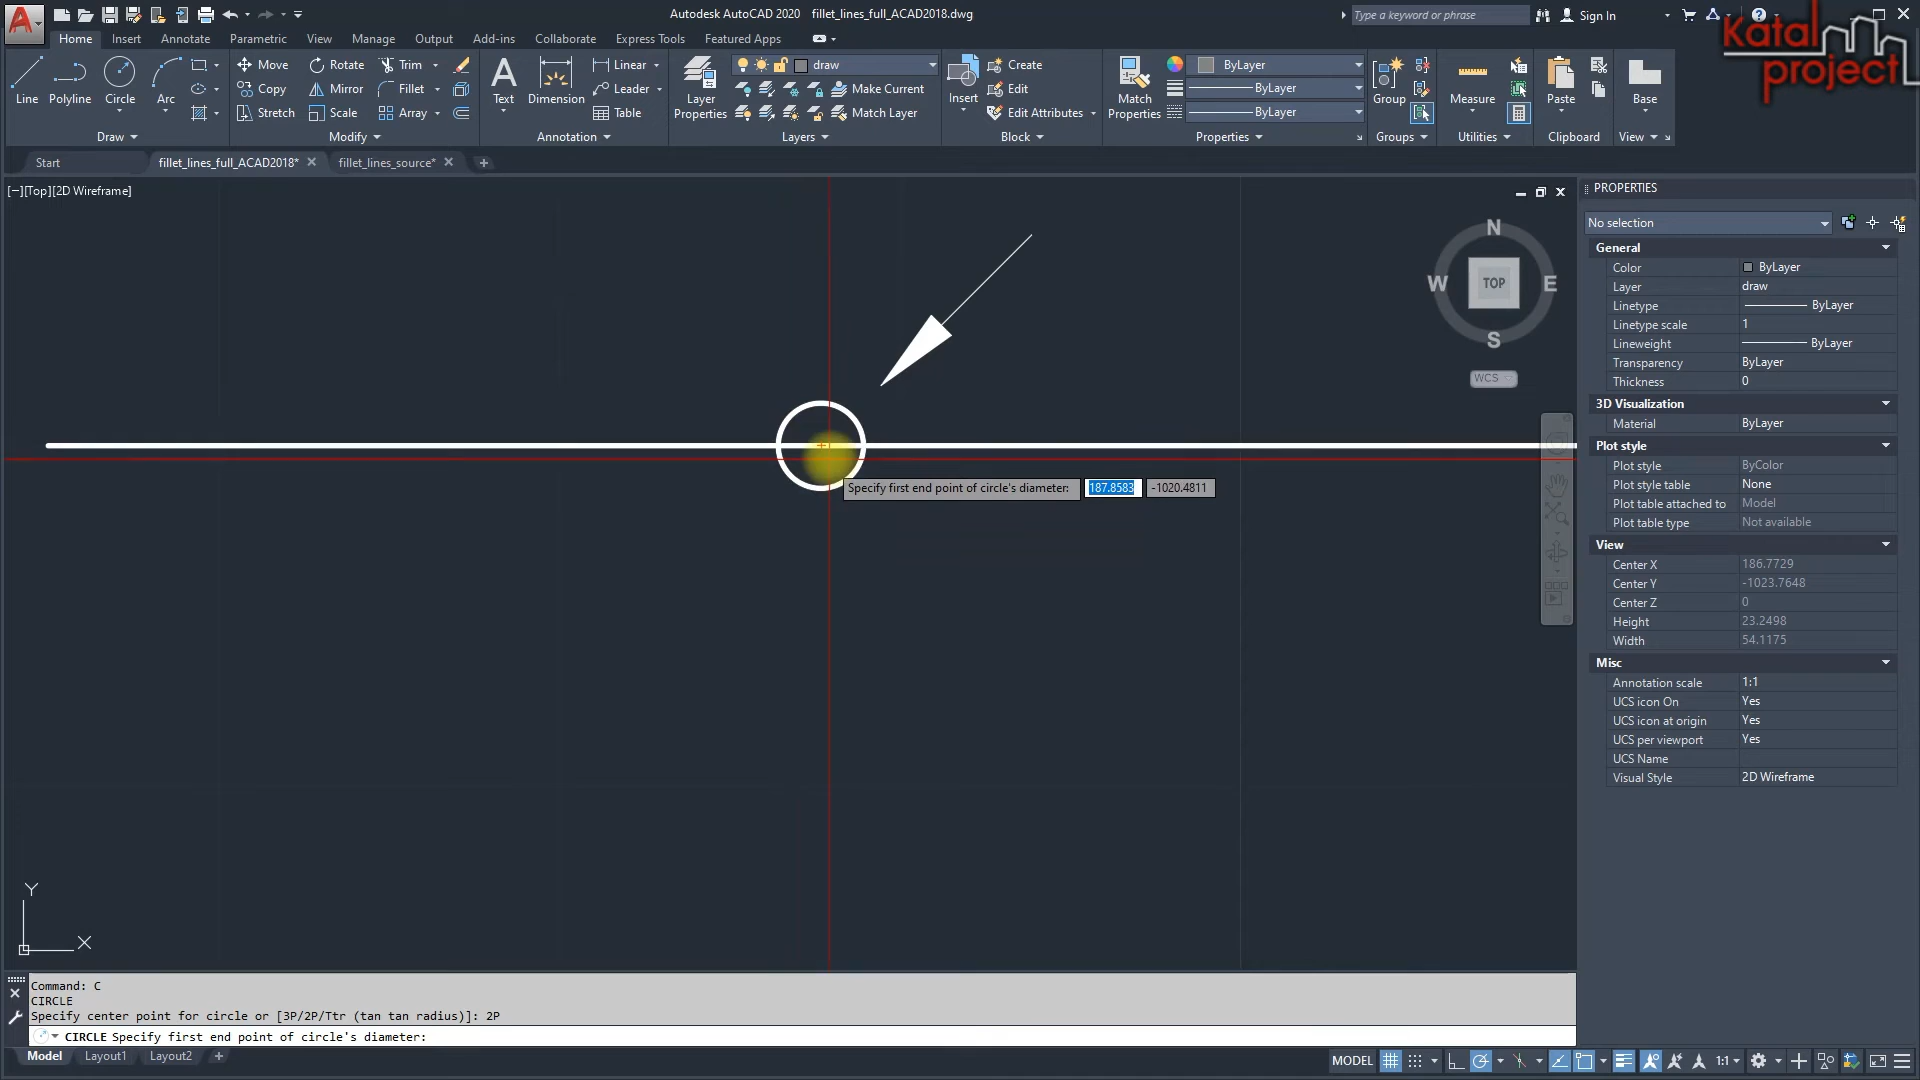 Autodesk AutoCAD 2020 fillet_lines_full_ACAD2018.dwg
Type a keyword or phrase
Sign In
Katal
project
Home Insert Annotate Parametric View Manage Output Add-ins Collaborate Express Tools Featured Apps
Line Polyline Circle Arc
Move Rotate Trim
Copy Mirror Fillet
Stretch Scale Array
Text Dimension
Linear
Leader
Table
Layer
Properties
draw
Make Current
Match Layer
Insert
Create
Edit
Edit Attributes
Match
Properties
ByLayer
ByLayer
ByLayer
Group
Measure
Paste
Base
Draw Modify Annotation Layers Block Properties Groups Utilities Clipboard View
Start fillet_lines_full_ACAD2018* fillet_lines_source*
[−][Top][2D Wireframe]
N
W TOP E
S
WCS
Specify first end point of circle's diameter: 187.8583 -1020.4811
Y
X
PROPERTIES
No selection
General
Color ByLayer
Layer draw
Linetype ByLayer
Linetype scale 1
Lineweight ByLayer
Transparency ByLayer
Thickness 0
3D Visualization
Material ByLayer
Plot style
Plot style ByColor
Plot style table None
Plot table attached to Model
Plot table type Not available
View
Center X 186.7729
Center Y -1023.7648
Center Z 0
Height 23.2498
Width 54.1175
Misc
Annotation scale 1:1
UCS icon On Yes
UCS icon at origin Yes
UCS per viewport Yes
UCS Name
Visual Style 2D Wireframe
Command: C
CIRCLE
Specify center point for circle or [3P/2P/Ttr (tan tan radius)]: 2P
CIRCLE Specify first end point of circle's diameter:
Model Layout1 Layout2
MODEL 1:1